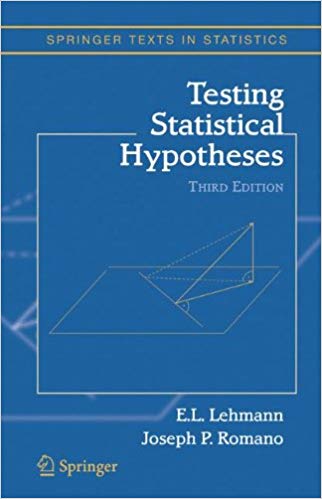 SPRINGER TEXTS IN STATISTICS
Testing
Statistical
Hypotheses
THIRD EDITION
E.L. Lehmann
Joseph P. Romano
Springer